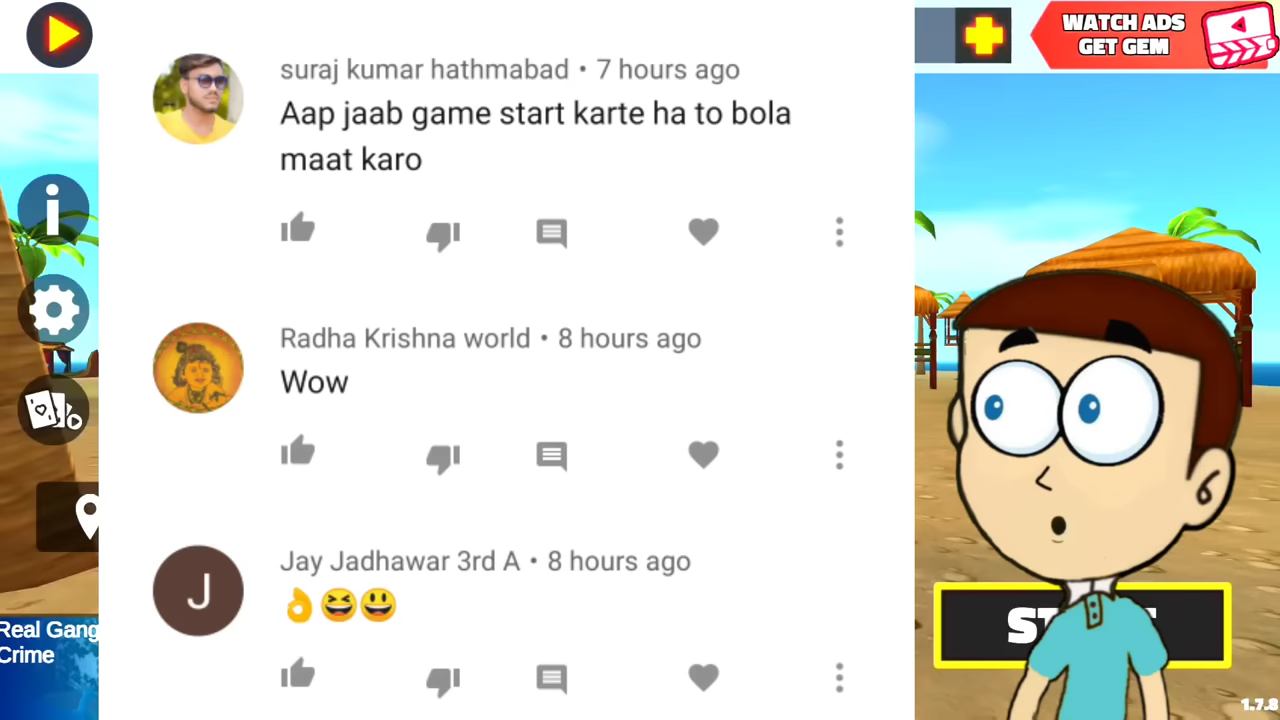 WATCH ADS
GET GEM
suraj kumar hathmabad • 7 hours ago
Aap jaab game start karte ha to bola
maat karo
Radha Krishna world • 8 hours ago
Wow
Jay Jadhawar 3rd A • 8 hours ago
J
👌😆😃
Real Gang
Crime
1.7.8